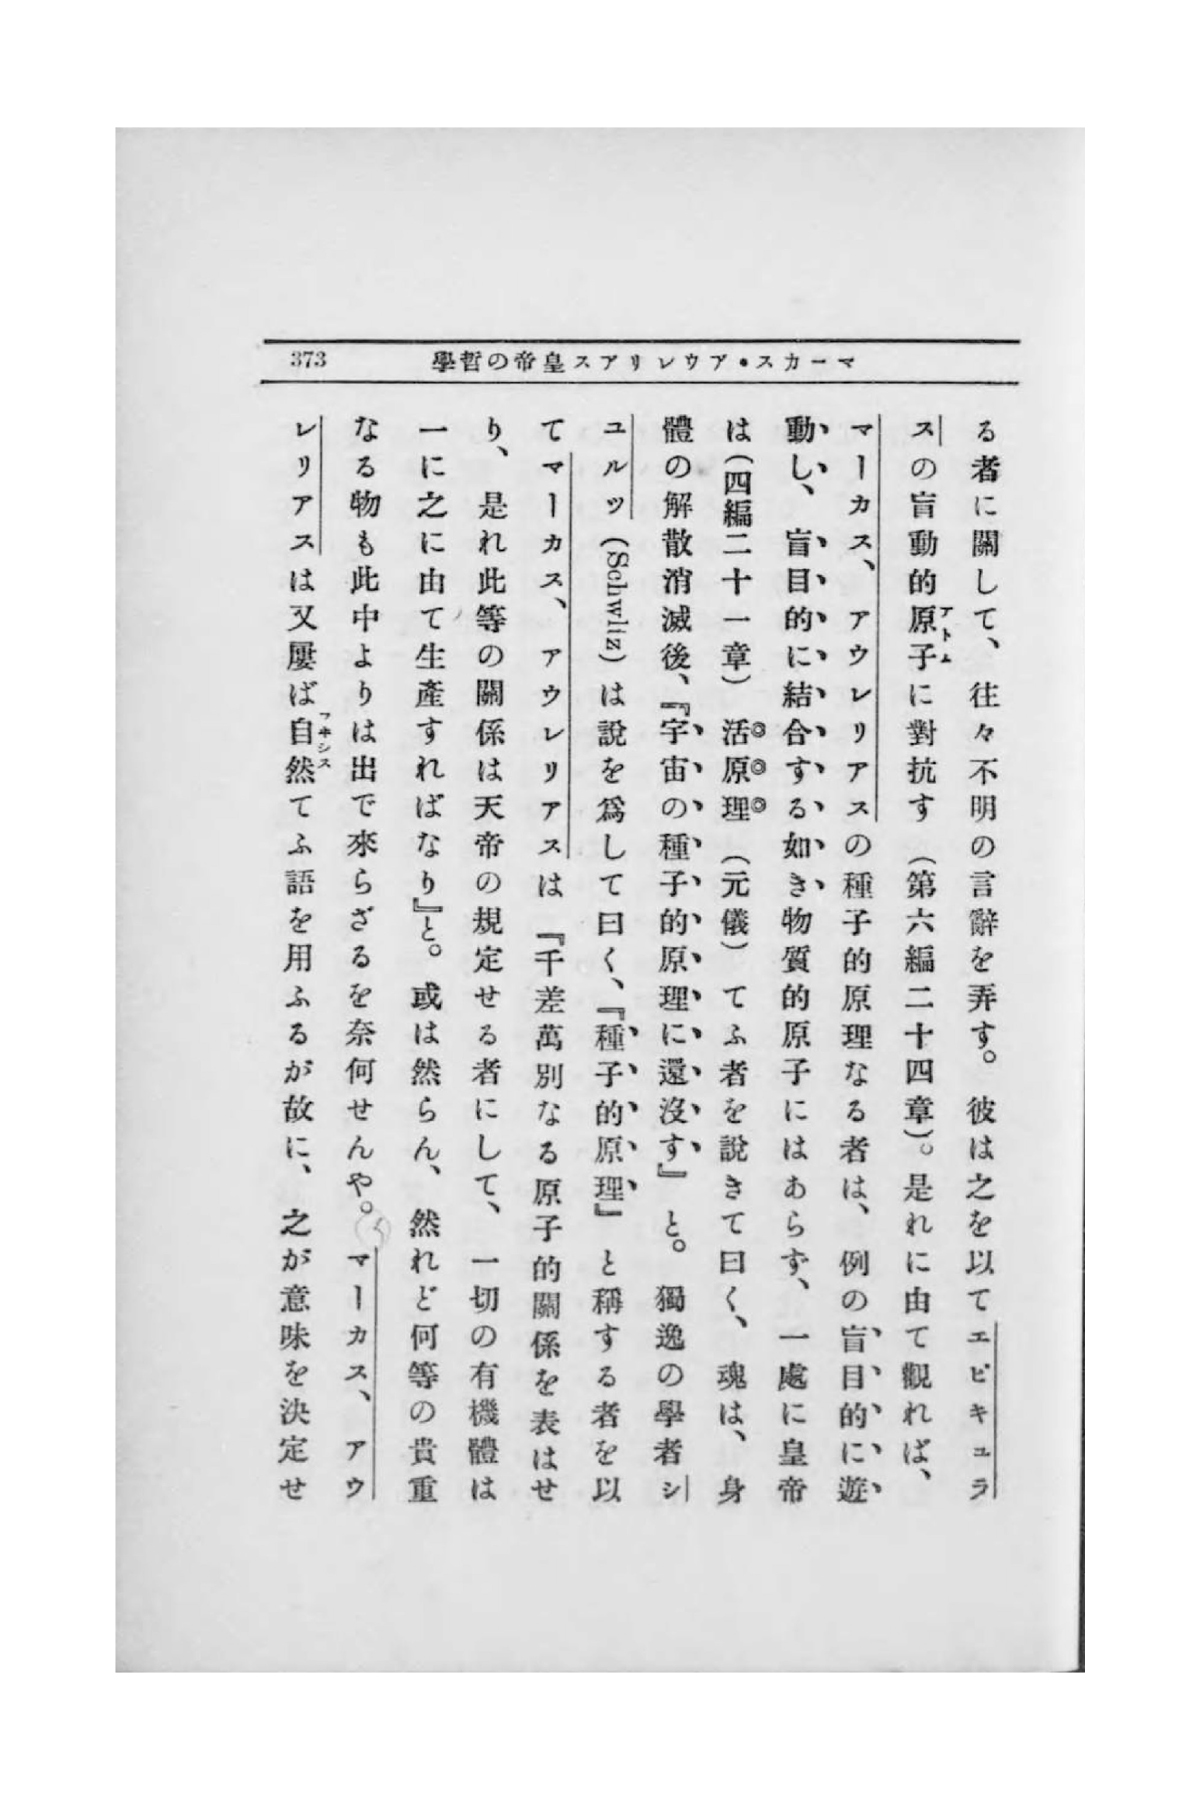 373
マーカス・アウレリアス皇帝の哲學
る者に關して、往々不明の言辭を弄す。彼は之を以てエピキュラ
スの盲動的原子に對抗す（第六編二十四章）。是れに由て觀れば、
アトム
マーカス、アウレリアスの種子的原理なる者は、例の盲目的に遊
動し、盲目的に結合する如き物質的原子にはあらず、一處に皇帝
は（四編二十一章）活原理（元儀）てふ者を說きて曰く、魂は、身
體の解散消滅後、『宇宙の種子的原理に還沒す』と。獨逸の學者シ
ユルツ（Schwltz）は說を爲して曰く、『種子的原理』と稱する者を以
てマーカス、アウレリアスは『千差萬別なる原子的關係を表はせ
り、是れ此等の關係は天帝の規定せる者にして、一切の有機體は
一に之に由て生產すればなり』と。或は然らん、然れど何等の貴重
なる物も此中よりは出で來らざるを奈何せんや。マーカス、アウ
レリアスは又屢ば自然てふ語を用ふるが故に、之が意味を決定せ
フ井シス